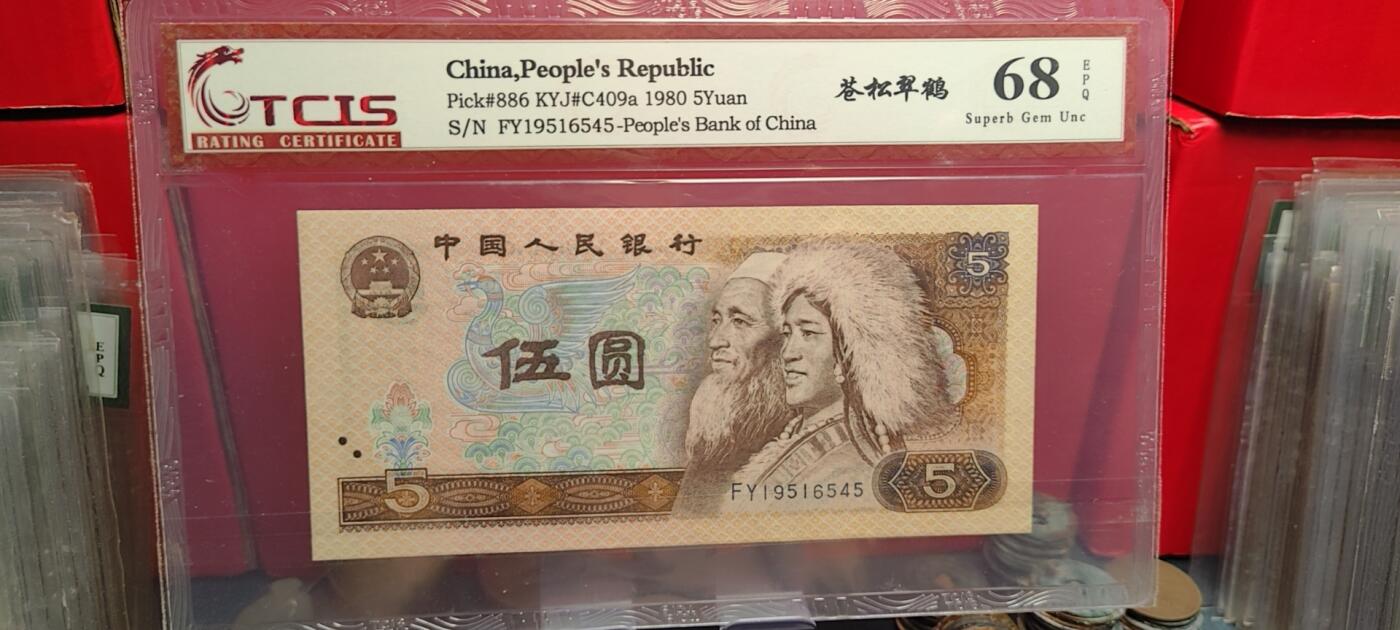 TCIS
RATING CERTIFICATE
China,People's Republic
Pick#886 KYJ#C409a 1980 5Yuan
S/N FY19516545-People's Bank of China
苍松翠鹤
68
EPQ
Superb Gem Unc
中国人民银行
5
伍圆
5
FY19516545
5
EPQ